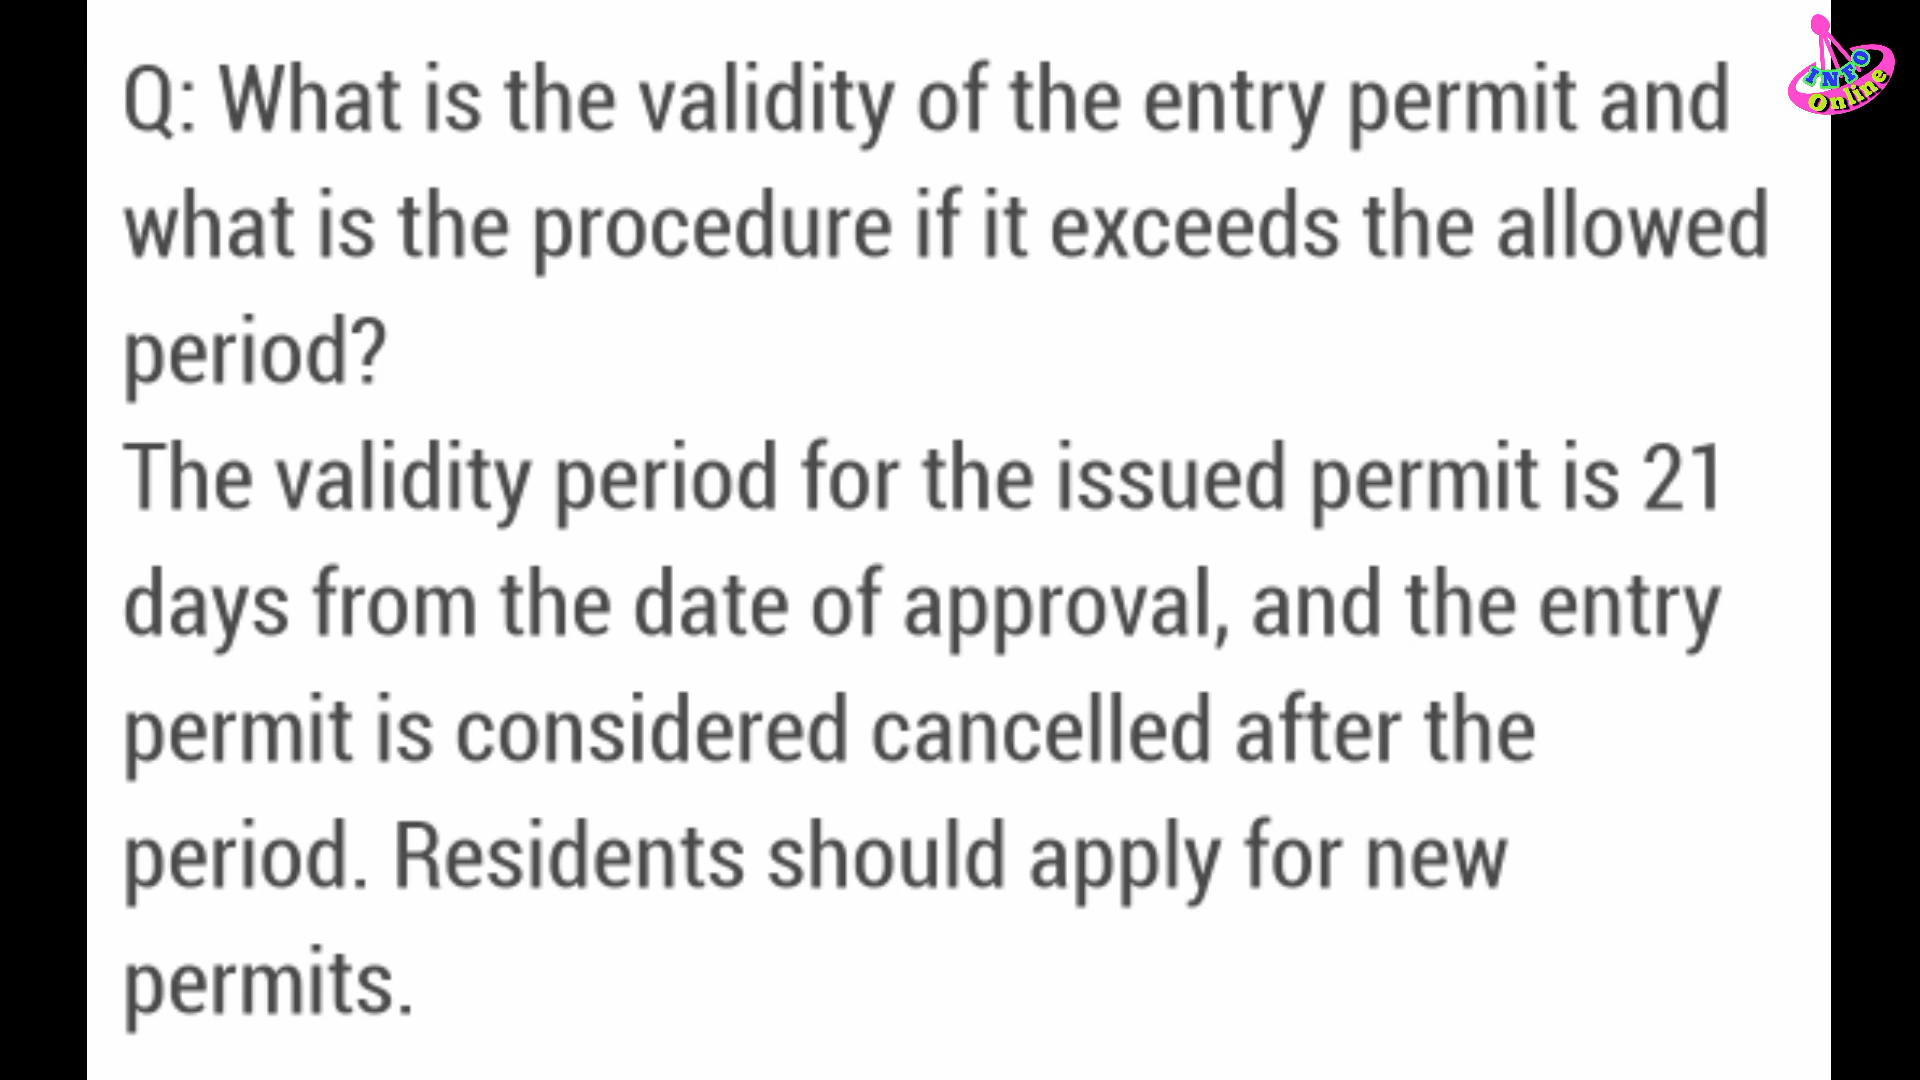 Q: What is the validity of the entry permit and
what is the procedure if it exceeds the allowed
period?
The validity period for the issued permit is 21
days from the date of approval, and the entry
permit is considered cancelled after the
period. Residents should apply for new
permits.
INFO
Online